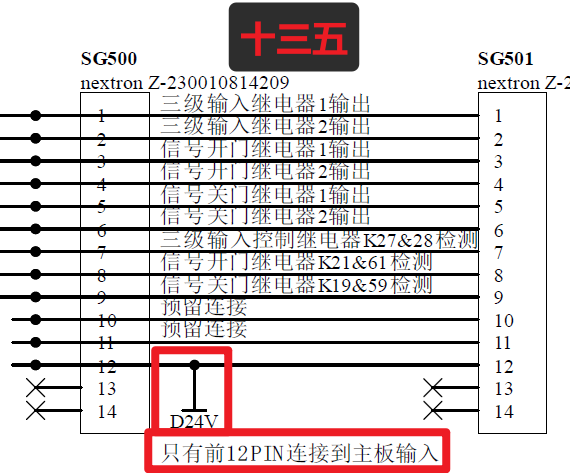 十三五
SG500 SG501
nextron Z-230010814209 nextron Z-2
1 三级输入继电器1输出 1
2 三级输入继电器2输出 2
3 信号开门继电器1输出 3
4 信号开门继电器2输出 4
5 信号关门继电器1输出 5
6 信号关门继电器2输出 6
7 三级输入控制继电器K27&28检测 7
8 信号开门继电器K21&61检测 8
9 信号关门继电器K19&59检测 9
10 预留连接 10
11 预留连接 11
12 12
13 13
14 14
D24V
只有前12PIN连接到主板输入